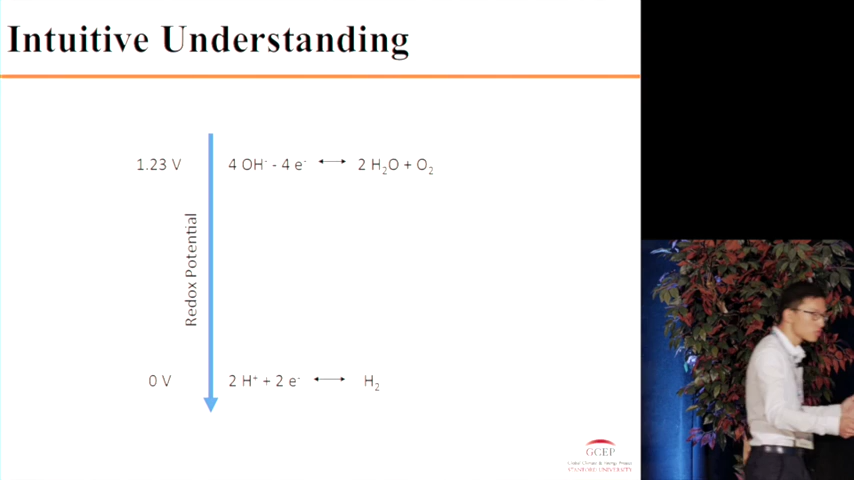 Intuitive Understanding
1.23 V
4 OH⁻ - 4 e⁻ ⟷ 2 H₂O + O₂
Redox Potential
0 V
2 H⁺ + 2 e⁻ ⟷ H₂
GCEP
Global Climate & Energy Project
STANFORD UNIVERSITY